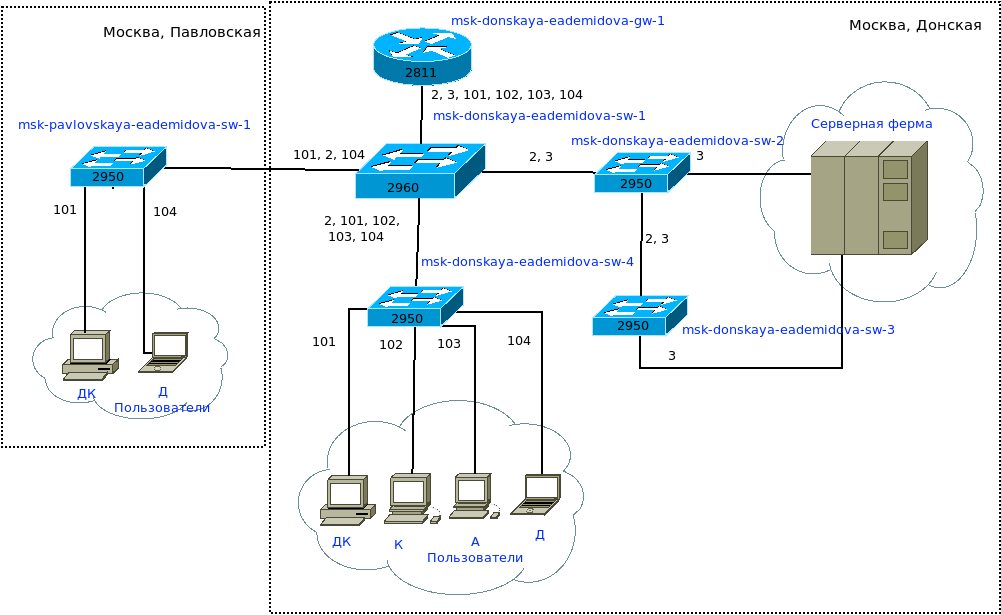 Москва, Павловская
msk-pavlovskaya-eademidova-sw-1
2950
101
104
ДК
Д
Пользователи
Москва, Донская
msk-donskaya-eademidova-gw-1
2811
2, 3, 101, 102, 103, 104
msk-donskaya-eademidova-sw-1
101, 2, 104
2960
2, 3
msk-donskaya-eademidova-sw-2
2950
3
Серверная ферма
2, 101, 102,
103, 104
2, 3
msk-donskaya-eademidova-sw-4
2950
2950
msk-donskaya-eademidova-sw-3
3
101
102
103
104
ДК
К
А
Д
Пользователи